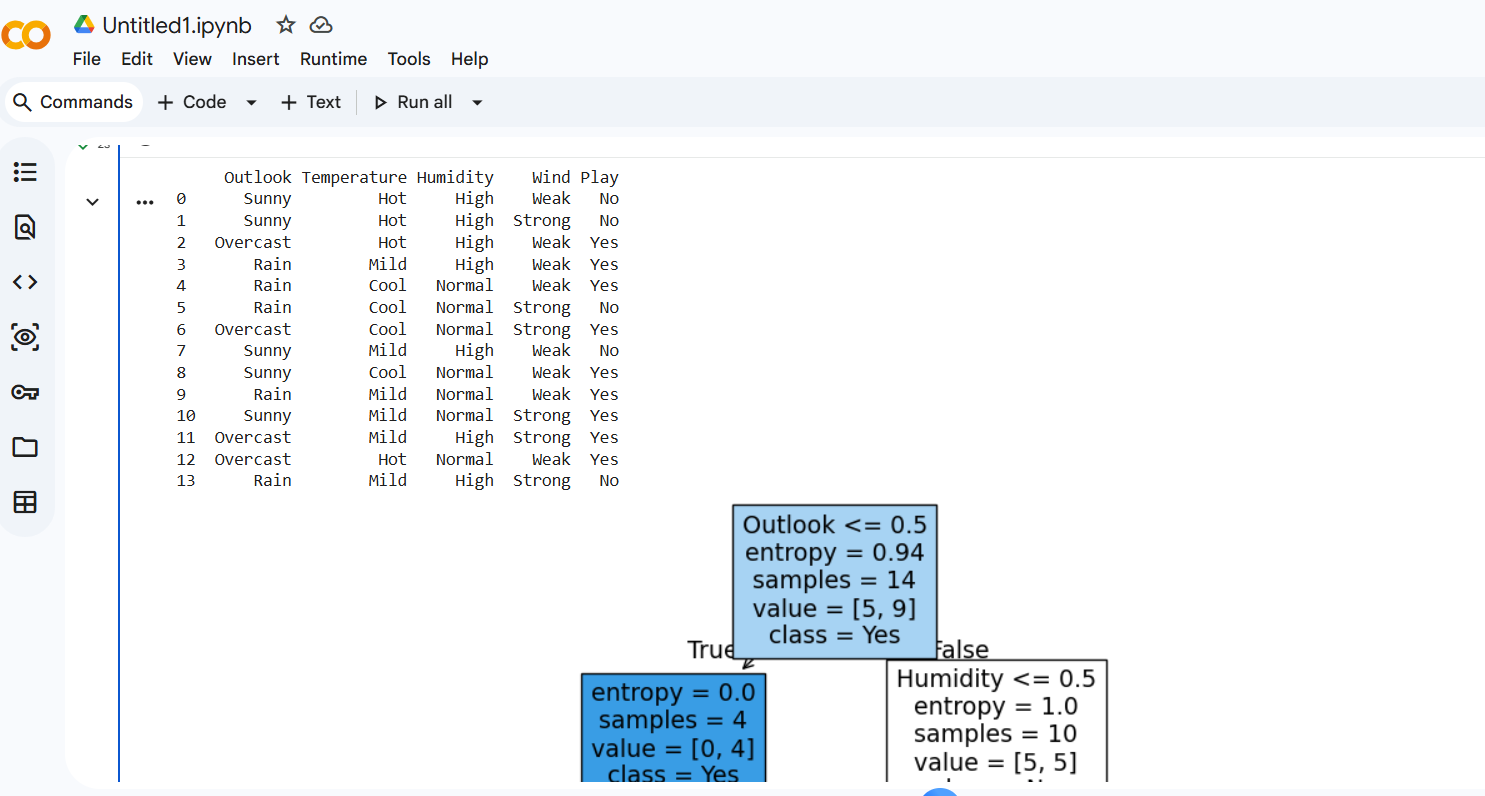 Untitled1.ipynb
File Edit View Insert Runtime Tools Help
Commands + Code + Text Run all
Outlook Temperature Humidity Wind Play
0 Sunny Hot High Weak No
1 Sunny Hot High Strong No
2 Overcast Hot High Weak Yes
3 Rain Mild High Weak Yes
4 Rain Cool Normal Weak Yes
5 Rain Cool Normal Strong No
6 Overcast Cool Normal Strong Yes
7 Sunny Mild High Weak No
8 Sunny Cool Normal Weak Yes
9 Rain Mild Normal Weak Yes
10 Sunny Mild Normal Strong Yes
11 Overcast Mild High Strong Yes
12 Overcast Hot Normal Weak Yes
13 Rain Mild High Strong No
Outlook <= 0.5
entropy = 0.94
samples = 14
value = [5, 9]
class = Yes
True
False
entropy = 0.0
samples = 4
value = [0, 4]
class = Yes
Humidity <= 0.5
entropy = 1.0
samples = 10
value = [5, 5]